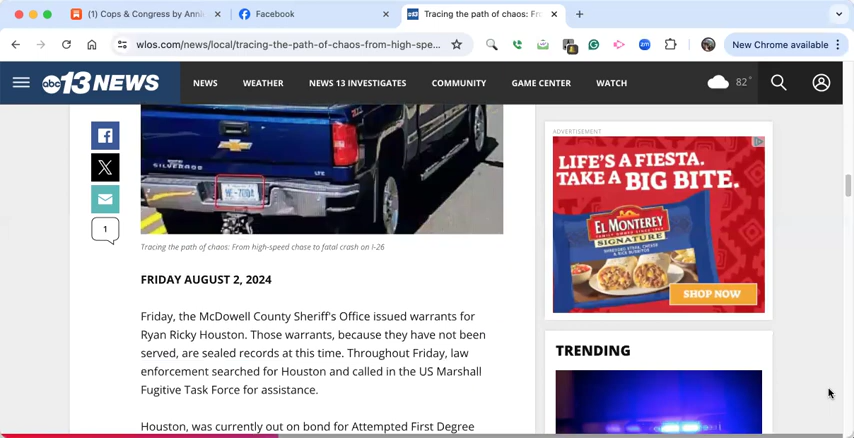 (1) Cops & Congress by Anni
Facebook
Tracing the path of chaos: Fr
wlos.com/news/local/tracing-the-path-of-chaos-from-high-spe...
New Chrome available
abc 13 NEWS
NEWS
WEATHER
NEWS 13 INVESTIGATES
COMMUNITY
GAME CENTER
WATCH
82°
SILVERADO
LTZ
1
Tracing the path of chaos: From high-speed chase to fatal crash on I-26
FRIDAY AUGUST 2, 2024
Friday, the McDowell County Sheriff's Office issued warrants for
Ryan Ricky Houston. Those warrants, because they have not been
served, are sealed records at this time. Throughout Friday, law
enforcement searched for Houston and called in the US Marshall
Fugitive Task Force for assistance.
Houston, was currently out on bond for Attempted First Degree
ADVERTISEMENT
LIFE'S A FIESTA.
TAKE A BIG BITE.
EL MONTEREY
SIGNATURE
SHOP NOW
TRENDING